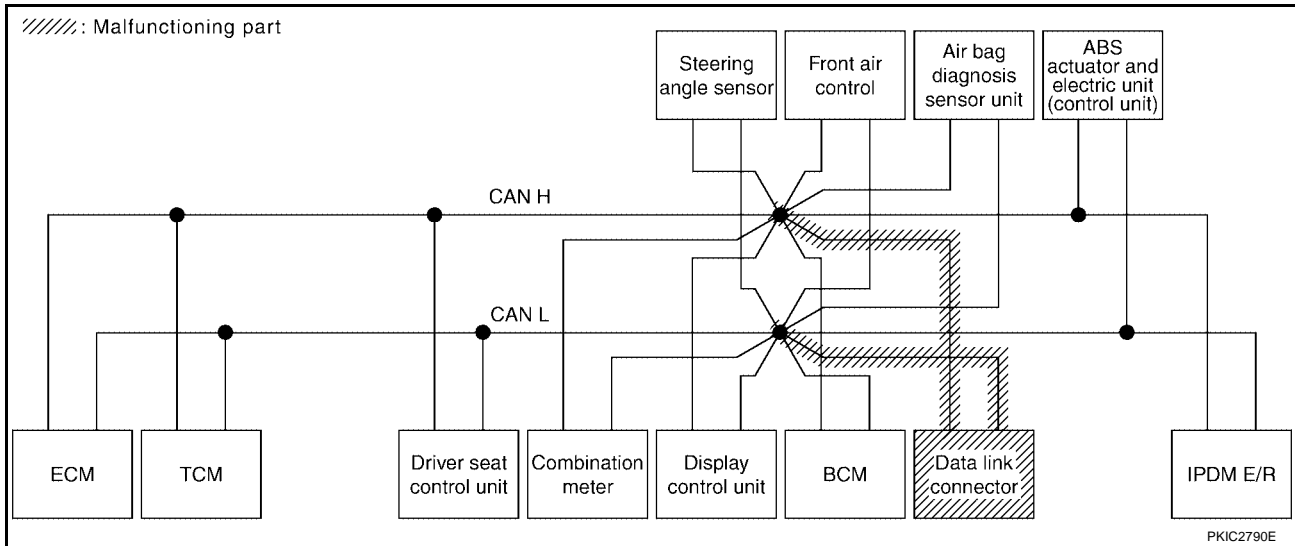 : Malfunctioning part
Steering
angle sensor
Front air
control
Air bag
diagnosis
sensor unit
ABS
actuator and
electric unit
(control unit)
CAN H
CAN L
ECM
TCM
Driver seat
control unit
Combination
meter
Display
control unit
BCM
Data link
connector
IPDM E/R
PKIC2790E